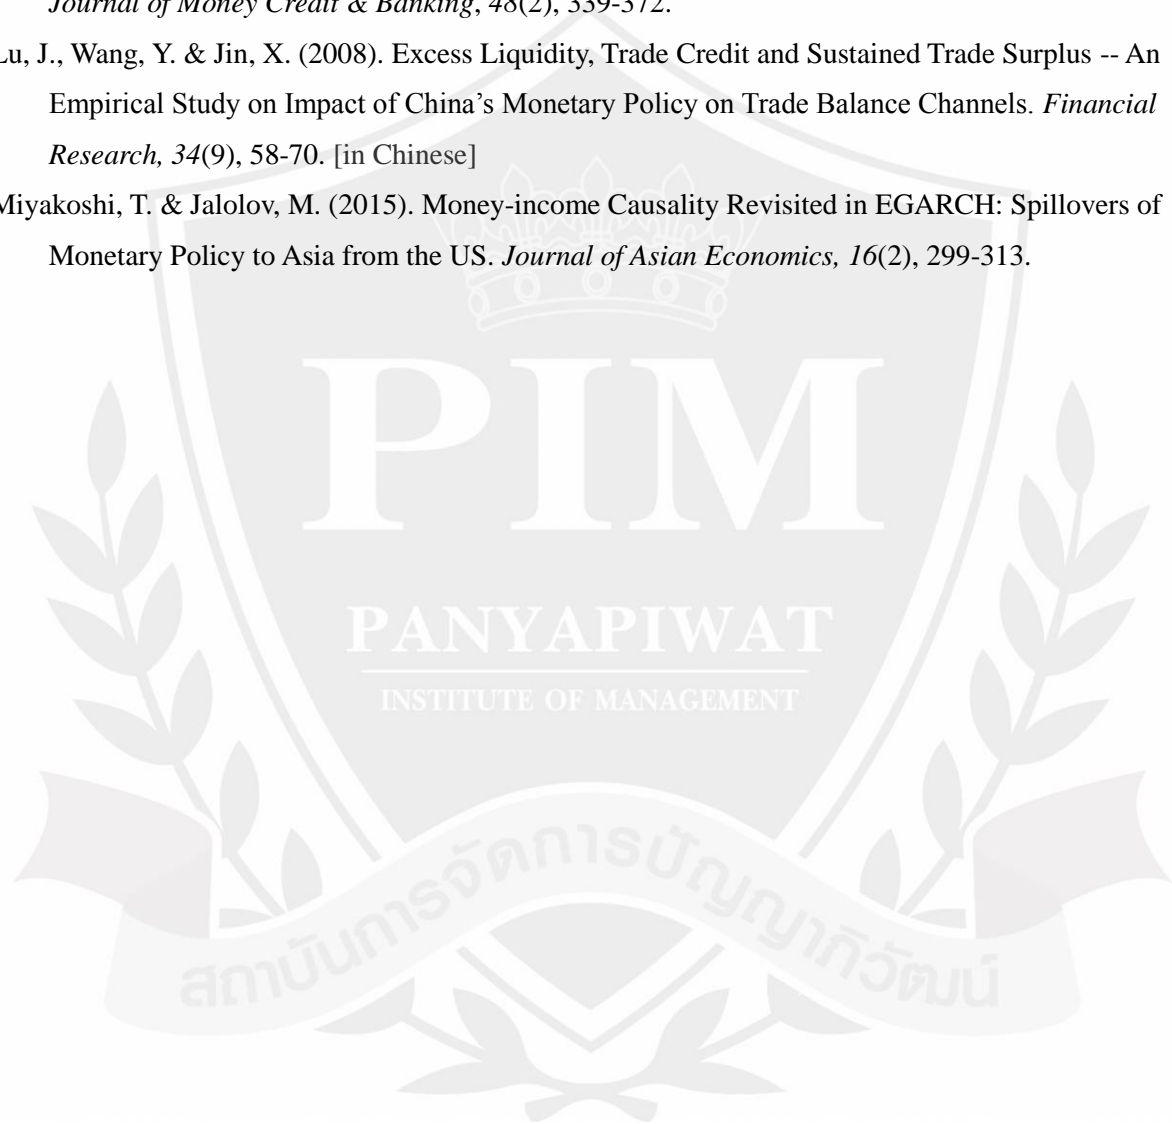 Journal of Money Credit & Banking, 48(2), 339-372.
Lu, J., Wang, Y. & Jin, X. (2008). Excess Liquidity, Trade Credit and Sustained Trade Surplus -- An
Empirical Study on Impact of China's Monetary Policy on Trade Balance Channels. Financial
Research, 34(9), 58-70. [in Chinese]
Miyakoshi, T. & Jalolov, M. (2015). Money-income Causality Revisited in EGARCH: Spillovers of
Monetary Policy to Asia from the US. Journal of Asian Economics, 16(2), 299-313.
PIM
PANYAPIWAT
INSTITUTE OF MANAGEMENT
สถาบันการจัดการปัญญาภิวัฒน์